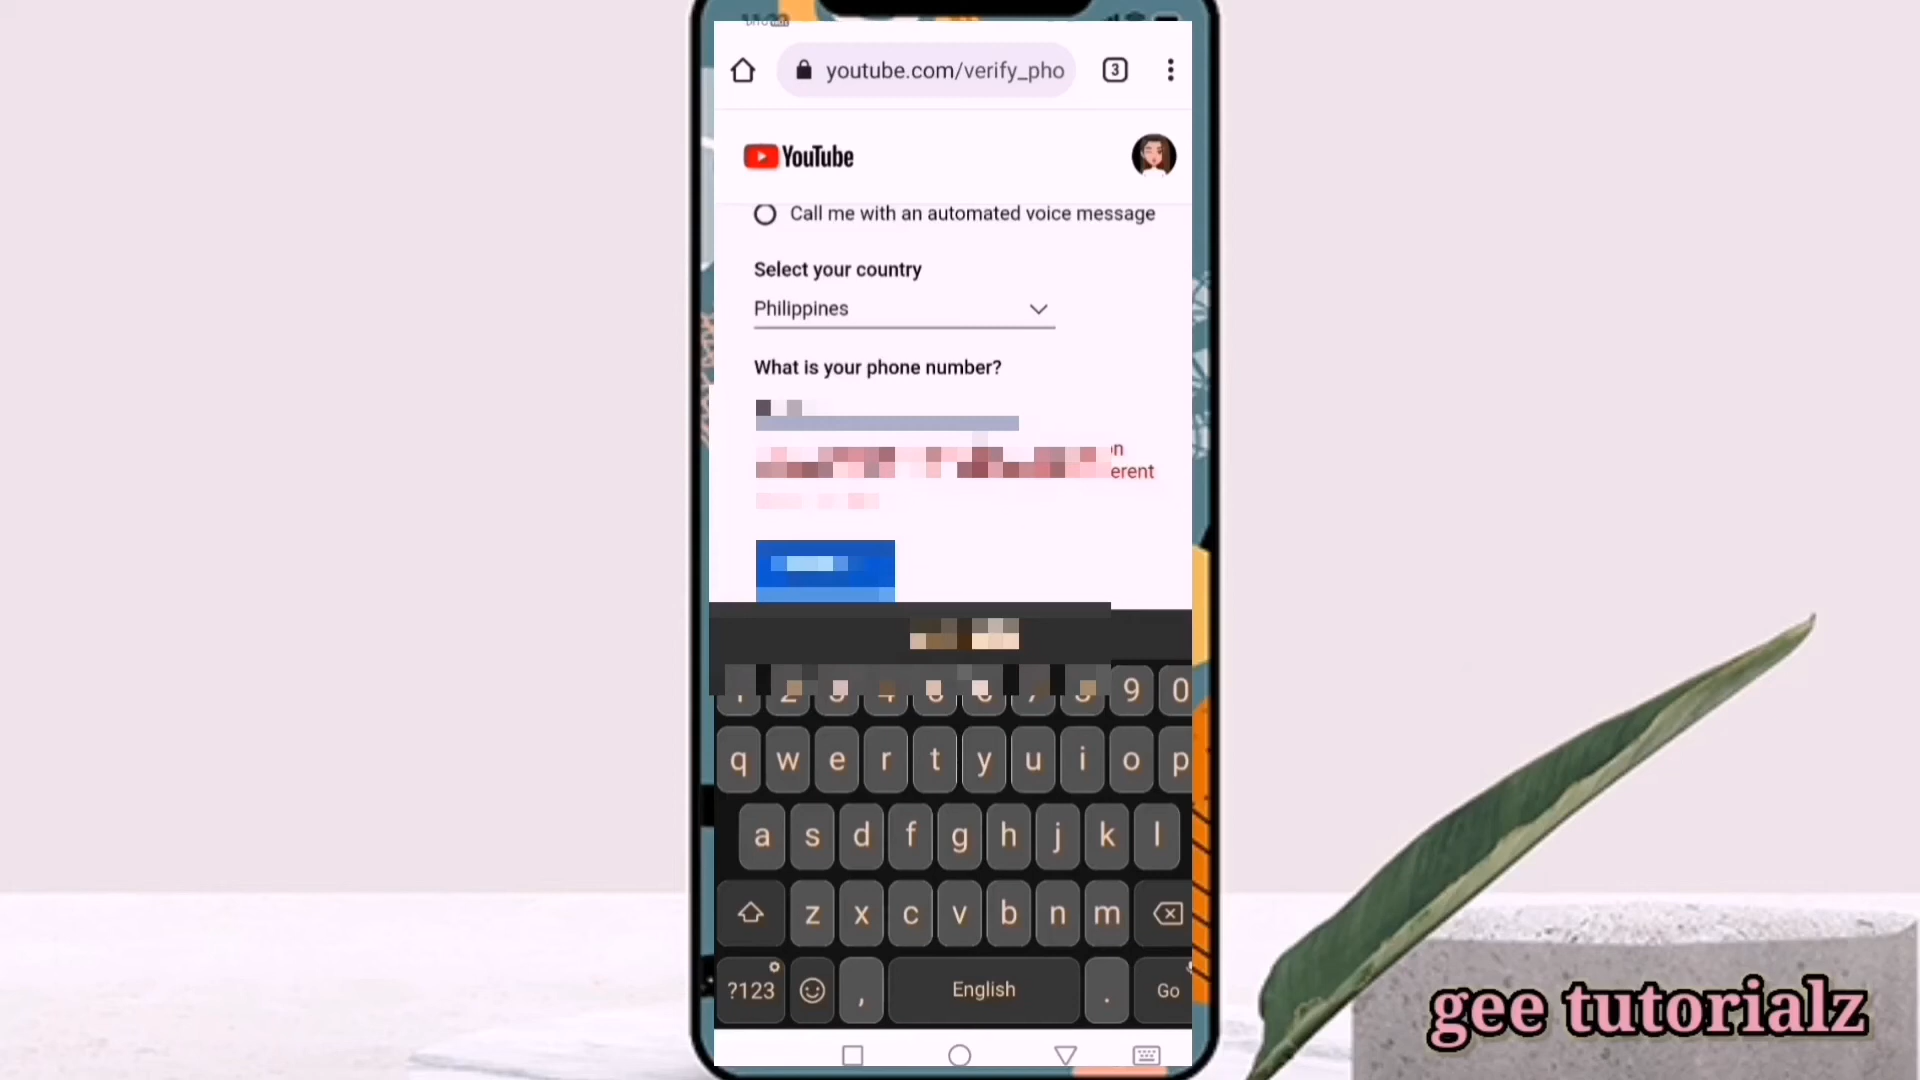 youtube.com/verify_pho
3
YouTube
Call me with an automated voice message
Select your country
Philippines
What is your phone number?
erent
9 0
q w e r t y u i o p
a s d f g h j k l
z x c v b n m
?123 , English . Go
gee tutorialz